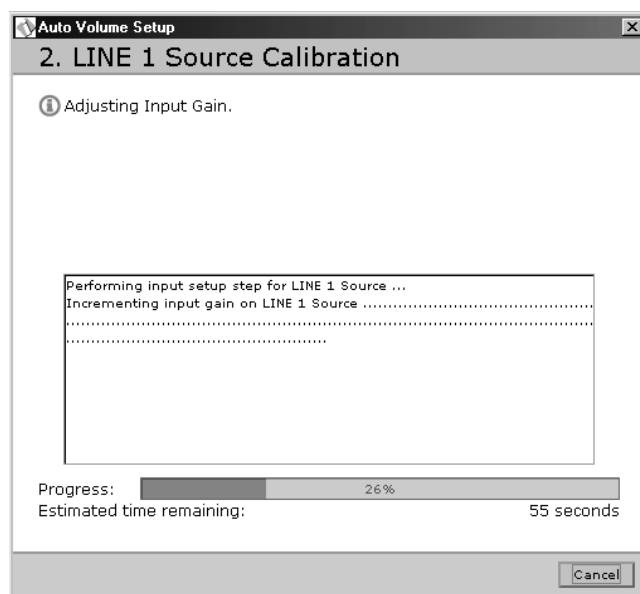 Auto Volume Setup
2. LINE 1 Source Calibration
Adjusting Input Gain.
Performing input setup step for LINE 1 Source ...
Incrementing input gain on LINE 1 Source ............................................
....................................................................................................
.................................................
Progress:
26%
Estimated time remaining:
55 seconds
Cancel